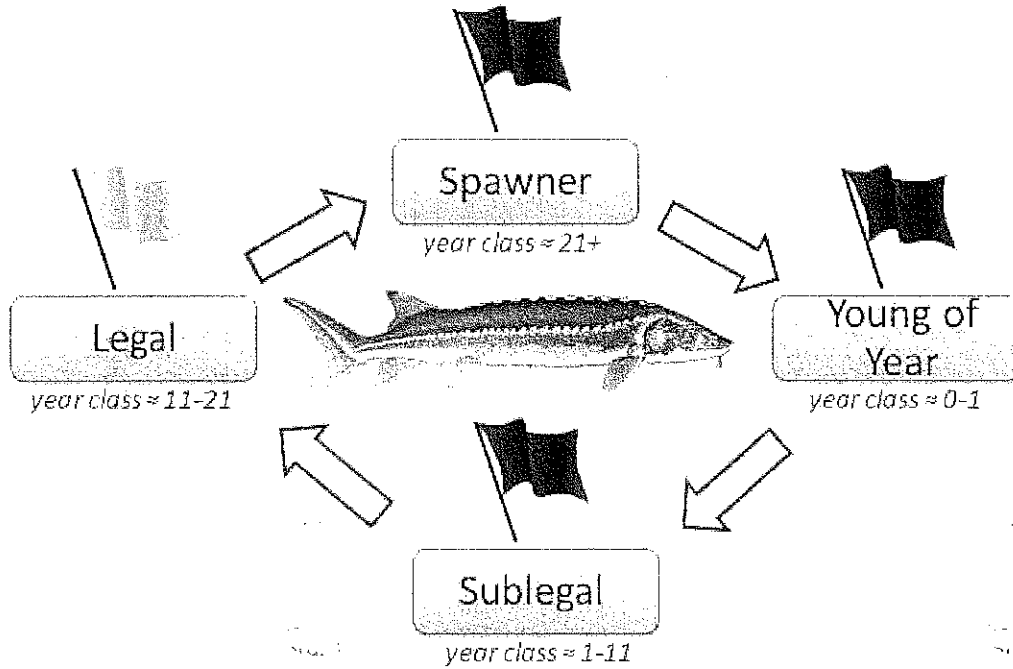 Spawner
year class ≈ 21+
Legal
year class ≈ 11-21
Young of
Year
year class ≈ 0-1
Sublegal
year class ≈ 1-11